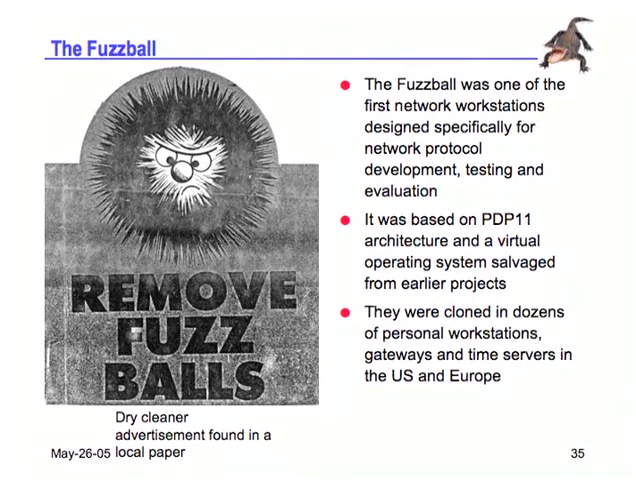 The Fuzzball
REMOVE
FUZZ
BALLS
Dry cleaner
advertisement found in a
local paper
The Fuzzball was one of the
first network workstations
designed specifically for
network protocol
development, testing and
evaluation
It was based on PDP11
architecture and a virtual
operating system salvaged
from earlier projects
They were cloned in dozens
of personal workstations,
gateways and time servers in
the US and Europe
May-26-05
35